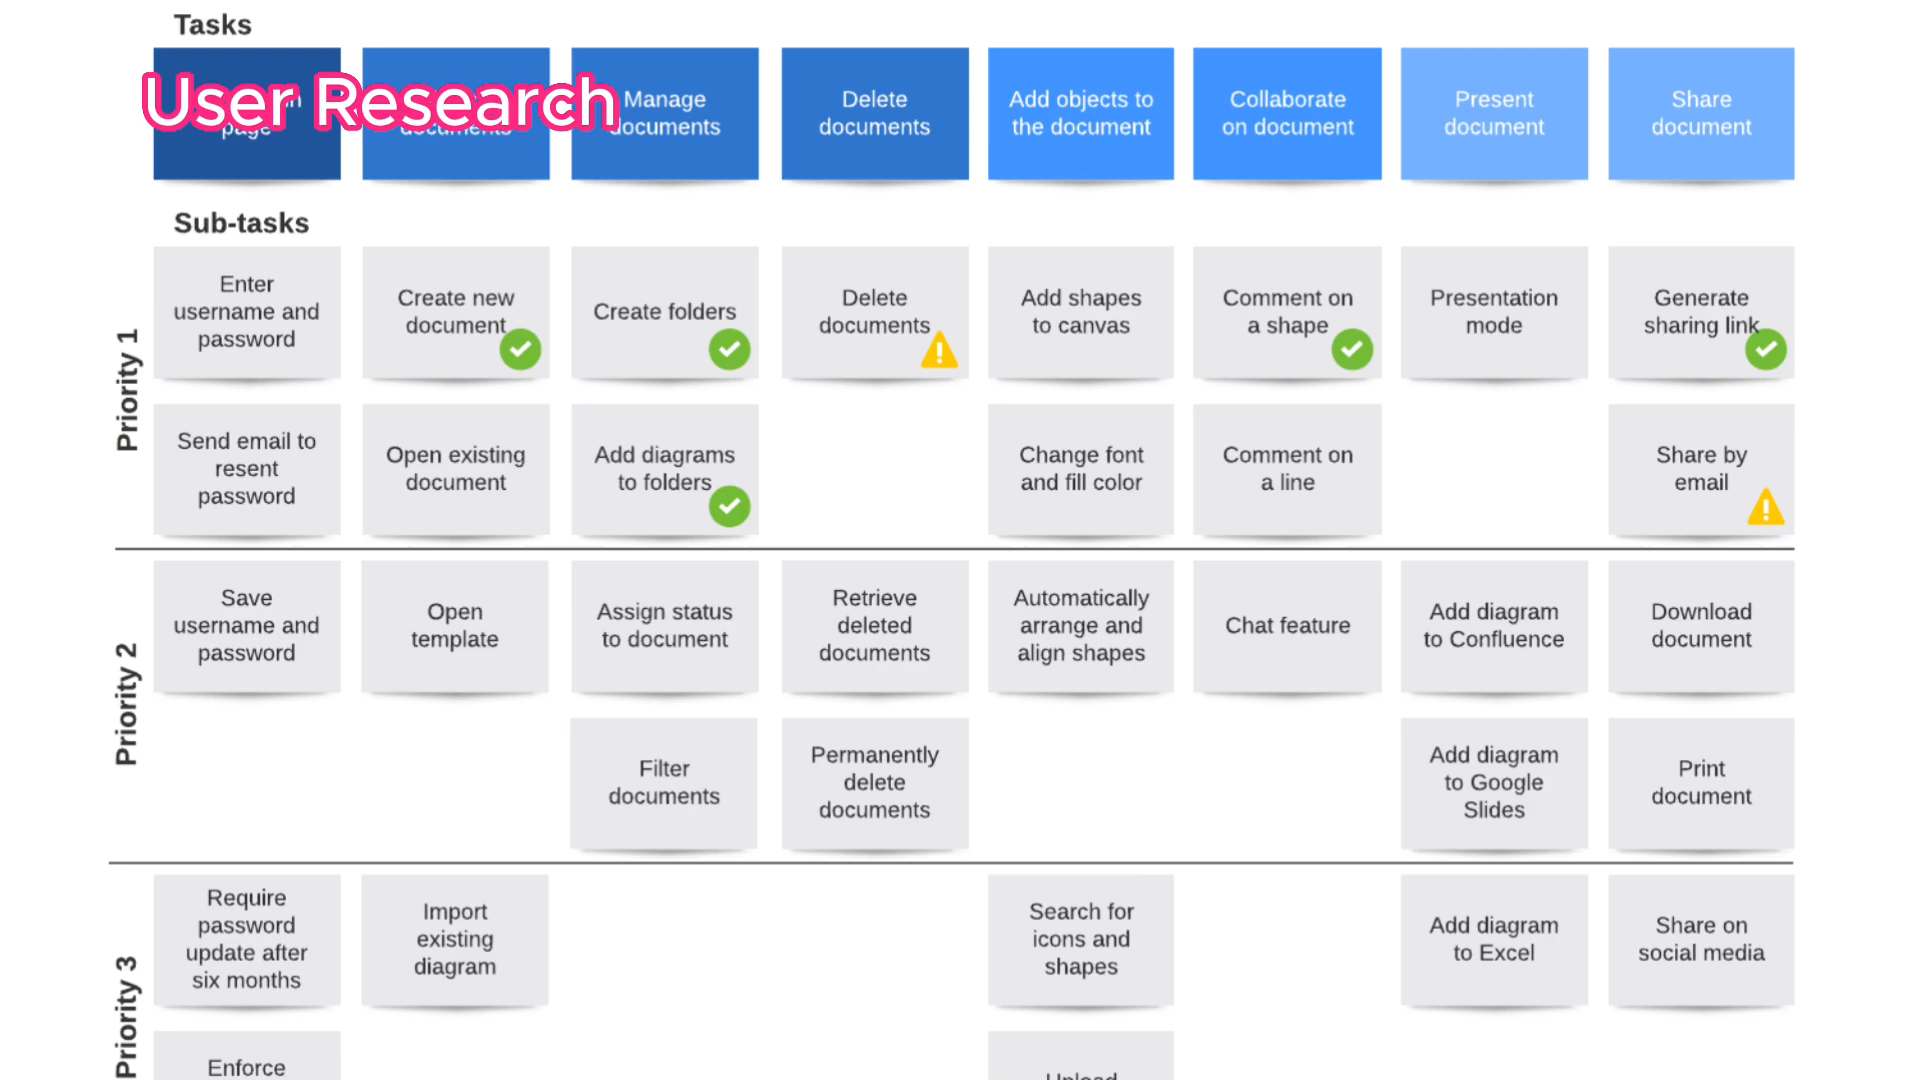 Tasks
User Research
page
documents
Manage
documents
Delete
documents
Add objects to
the document
Collaborate
on document
Present
document
Share
document
Sub-tasks
Priority 1
Enter
username and
password
Create new
document
Create folders
Delete
documents
Add shapes
to canvas
Comment on
a shape
Presentation
mode
Generate
sharing link
Send email to
resent
password
Open existing
document
Add diagrams
to folders
Change font
and fill color
Comment on
a line
Share by
email
Priority 2
Save
username and
password
Open
template
Assign status
to document
Retrieve
deleted
documents
Automatically
arrange and
align shapes
Chat feature
Add diagram
to Confluence
Download
document
Filter
documents
Permanently
delete
documents
Add diagram
to Google
Slides
Print
document
Priority 3
Require
password
update after
six months
Import
existing
diagram
Search for
icons and
shapes
Add diagram
to Excel
Share on
social media
Enforce